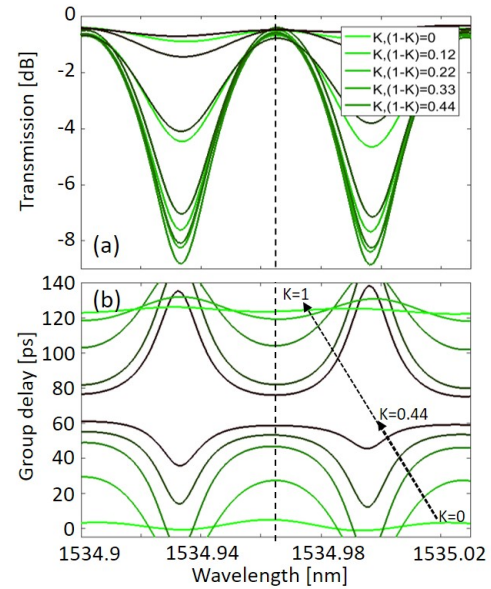 0
-2
-4
-6
-8
Transmission [dB]
K,(1-K)=0
K,(1-K)=0.12
K,(1-K)=0.22
K,(1-K)=0.33
K,(1-K)=0.44
(a)
140
120
100
80
60
40
20
0
Group delay [ps]
(b)
K=1
K=0.44
K=0
1534.9
1534.94
1534.98
1535.02
Wavelength [nm]